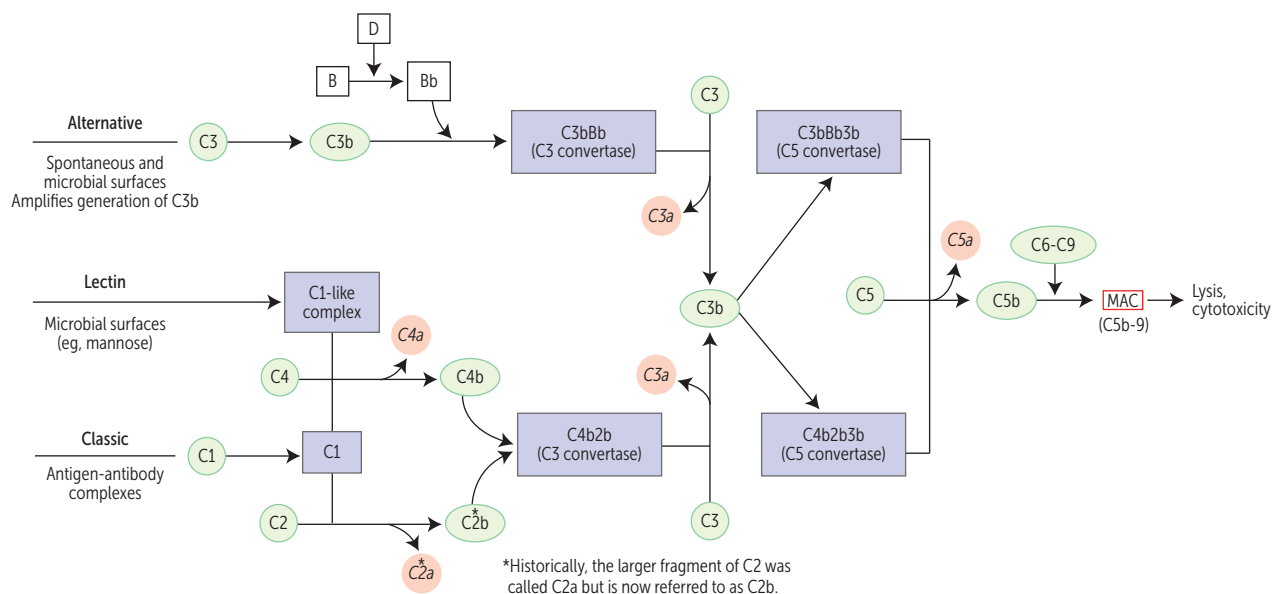 D
B
Bb
C3
Alternative
C3
C3b
C3bBb
(C3 convertase)
C3bBb3b
(C5 convertase)
Spontaneous and
microbial surfaces
Amplifies generation of C3b
C3a
C5a
C6-C9
Lectin
C1-like
complex
C3b
C5
C5b
MAC
(C5b-9)
Lysis,
cytotoxicity
Microbial surfaces
(eg, mannose)
C4a
C4
C4b
C3a
Classic
C1
C1
C4b2b
(C3 convertase)
C4b2b3b
(C5 convertase)
Antigen-antibody
complexes
C2
*
C2b
C3
*
C2a
*Historically, the larger fragment of C2 was
called C2a but is now referred to as C2b.